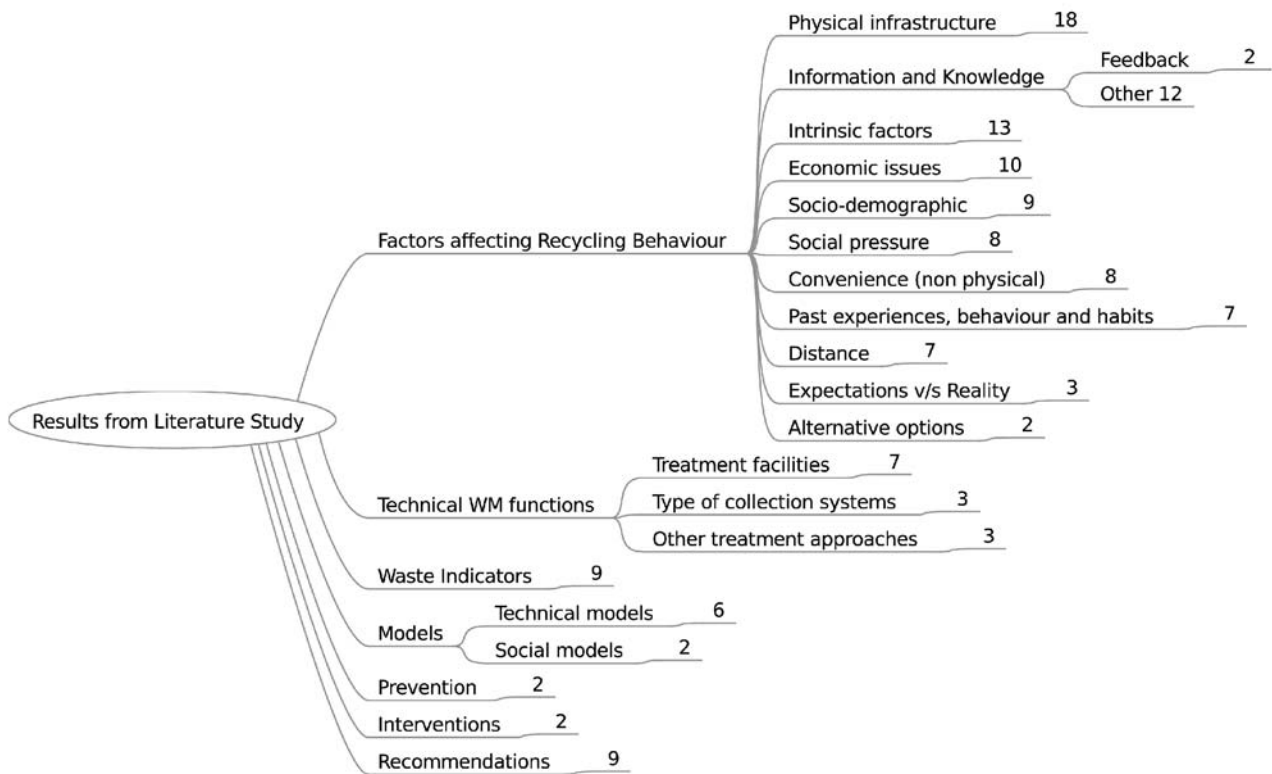 Results from Literature Study
Factors affecting Recycling Behaviour
Physical infrastructure 18
Information and Knowledge
Feedback 2
Other 12
Intrinsic factors 13
Economic issues 10
Socio-demographic 9
Social pressure 8
Convenience (non physical) 8
Past experiences, behaviour and habits 7
Distance 7
Expectations v/s Reality 3
Alternative options 2
Technical WM functions
Treatment facilities 7
Type of collection systems 3
Other treatment approaches 3
Waste Indicators 9
Models
Technical models 6
Social models 2
Prevention 2
Interventions 2
Recommendations 9